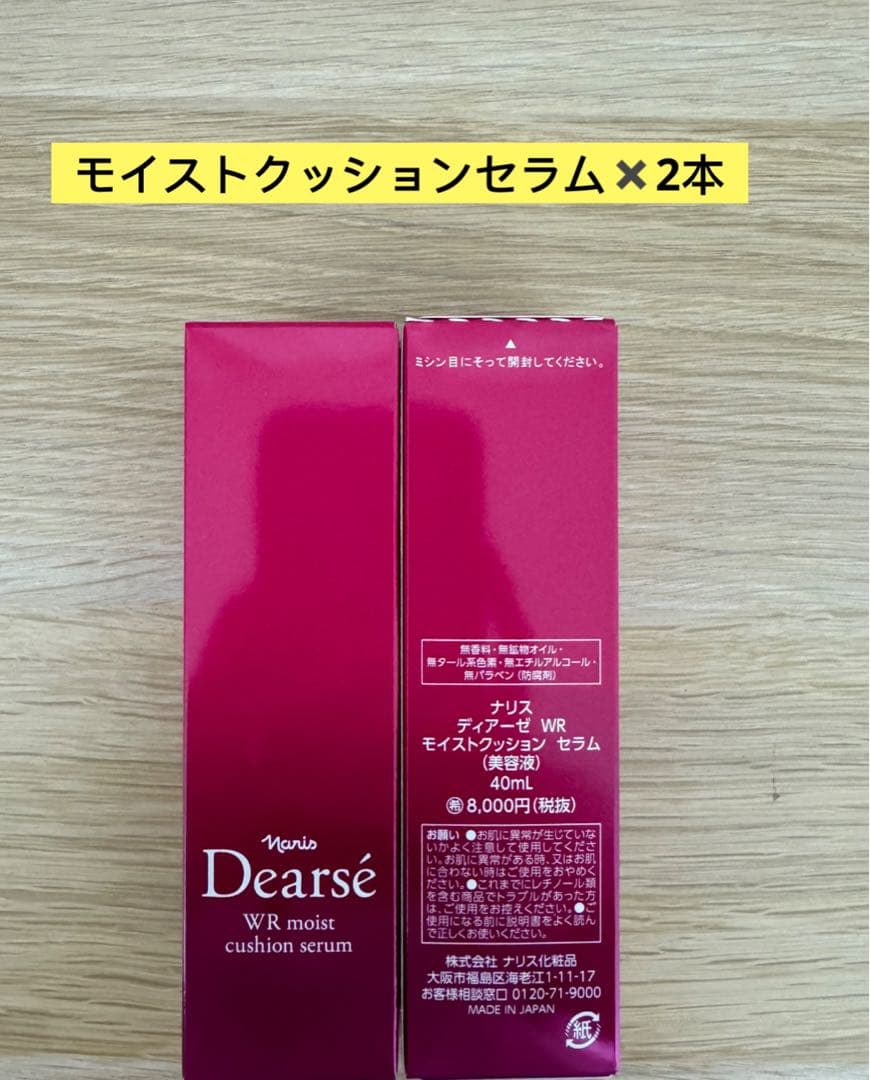 モイストクッションセラム✖2本
▲
ミシン目にそって開封してください。
無香料・無鉱物オイル・
無タール系色素・無エチルアルコール・
無パラベン(防腐剤)
ナリス
ディアーゼ WR
モイストクッション セラム
(美容液)
40mL
㊒8,000円(税抜)
お願い ●お肌に異常が生じていな
いかよく注意して使用してくださ
い。お肌に異常がある時、又はお肌
に合わない時はご使用をおやめく
ださい。●これまでにレチノール類
を含む商品でトラブルがあった方
は、ご使用をお控えください。●ご
使用になる前に説明書をよく読ん
で正しくお使いください。
株式会社 ナリス化粧品
大阪市福島区海老江1-11-17
お客様相談窓口 0120-71-9000
MADE IN JAPAN
紙
Naris
Dearsé
WR moist
cushion serum